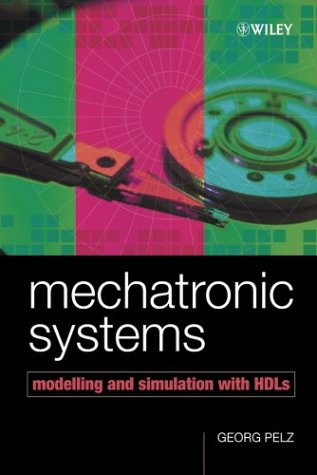 WILEY
mechatronic
systems
modelling and simulation with HDLs
GEORG PELZ